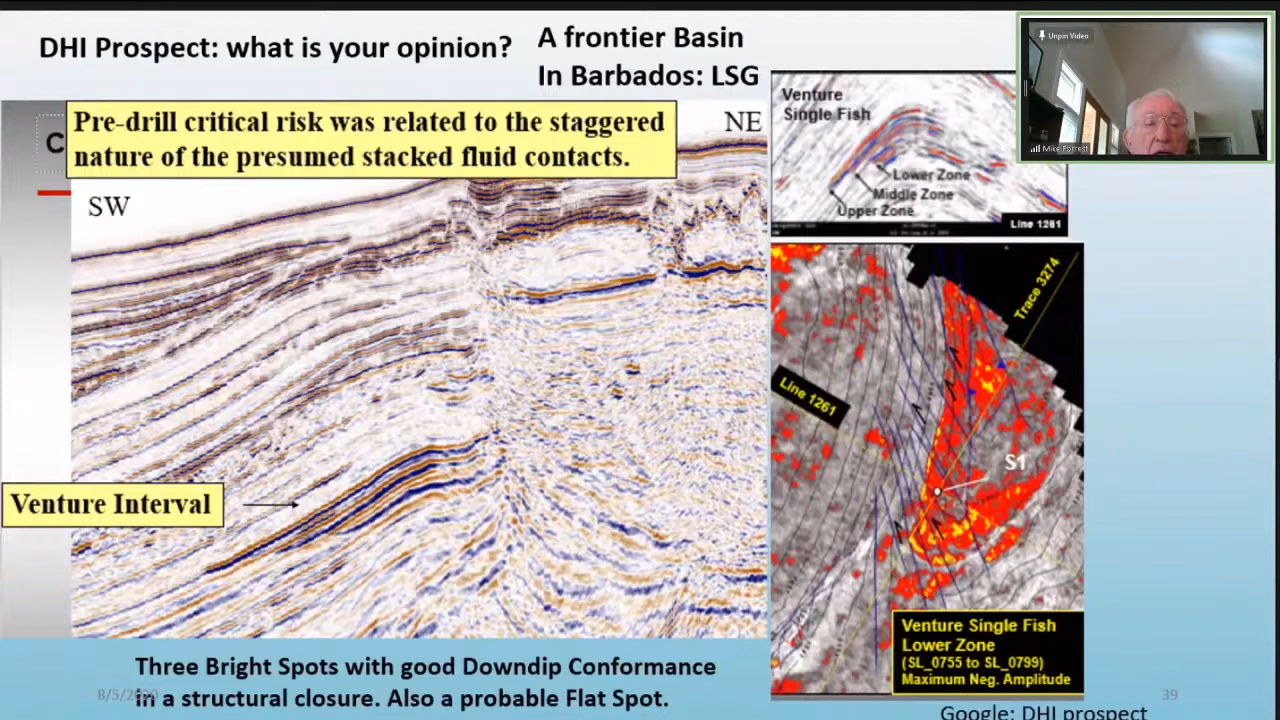 DHI Prospect: what is your opinion?
A frontier Basin
In Barbados: LSG
Unpin Video
Mike Forrest
C
Pre-drill critical risk was related to the staggered
nature of the presumed stacked fluid contacts.
NE
SW
Venture
Single Fish
Lower Zone
Middle Zone
Upper Zone
Line 1261
Trace 3274
Line 1261
S1
Venture Interval
Venture Single Fish
Lower Zone
(SL_0755 to SL_0799)
Maximum Neg. Amplitude
Three Bright Spots with good Downdip Conformance
in a structural closure. Also a probable Flat Spot.
39
Google: DHI prospect